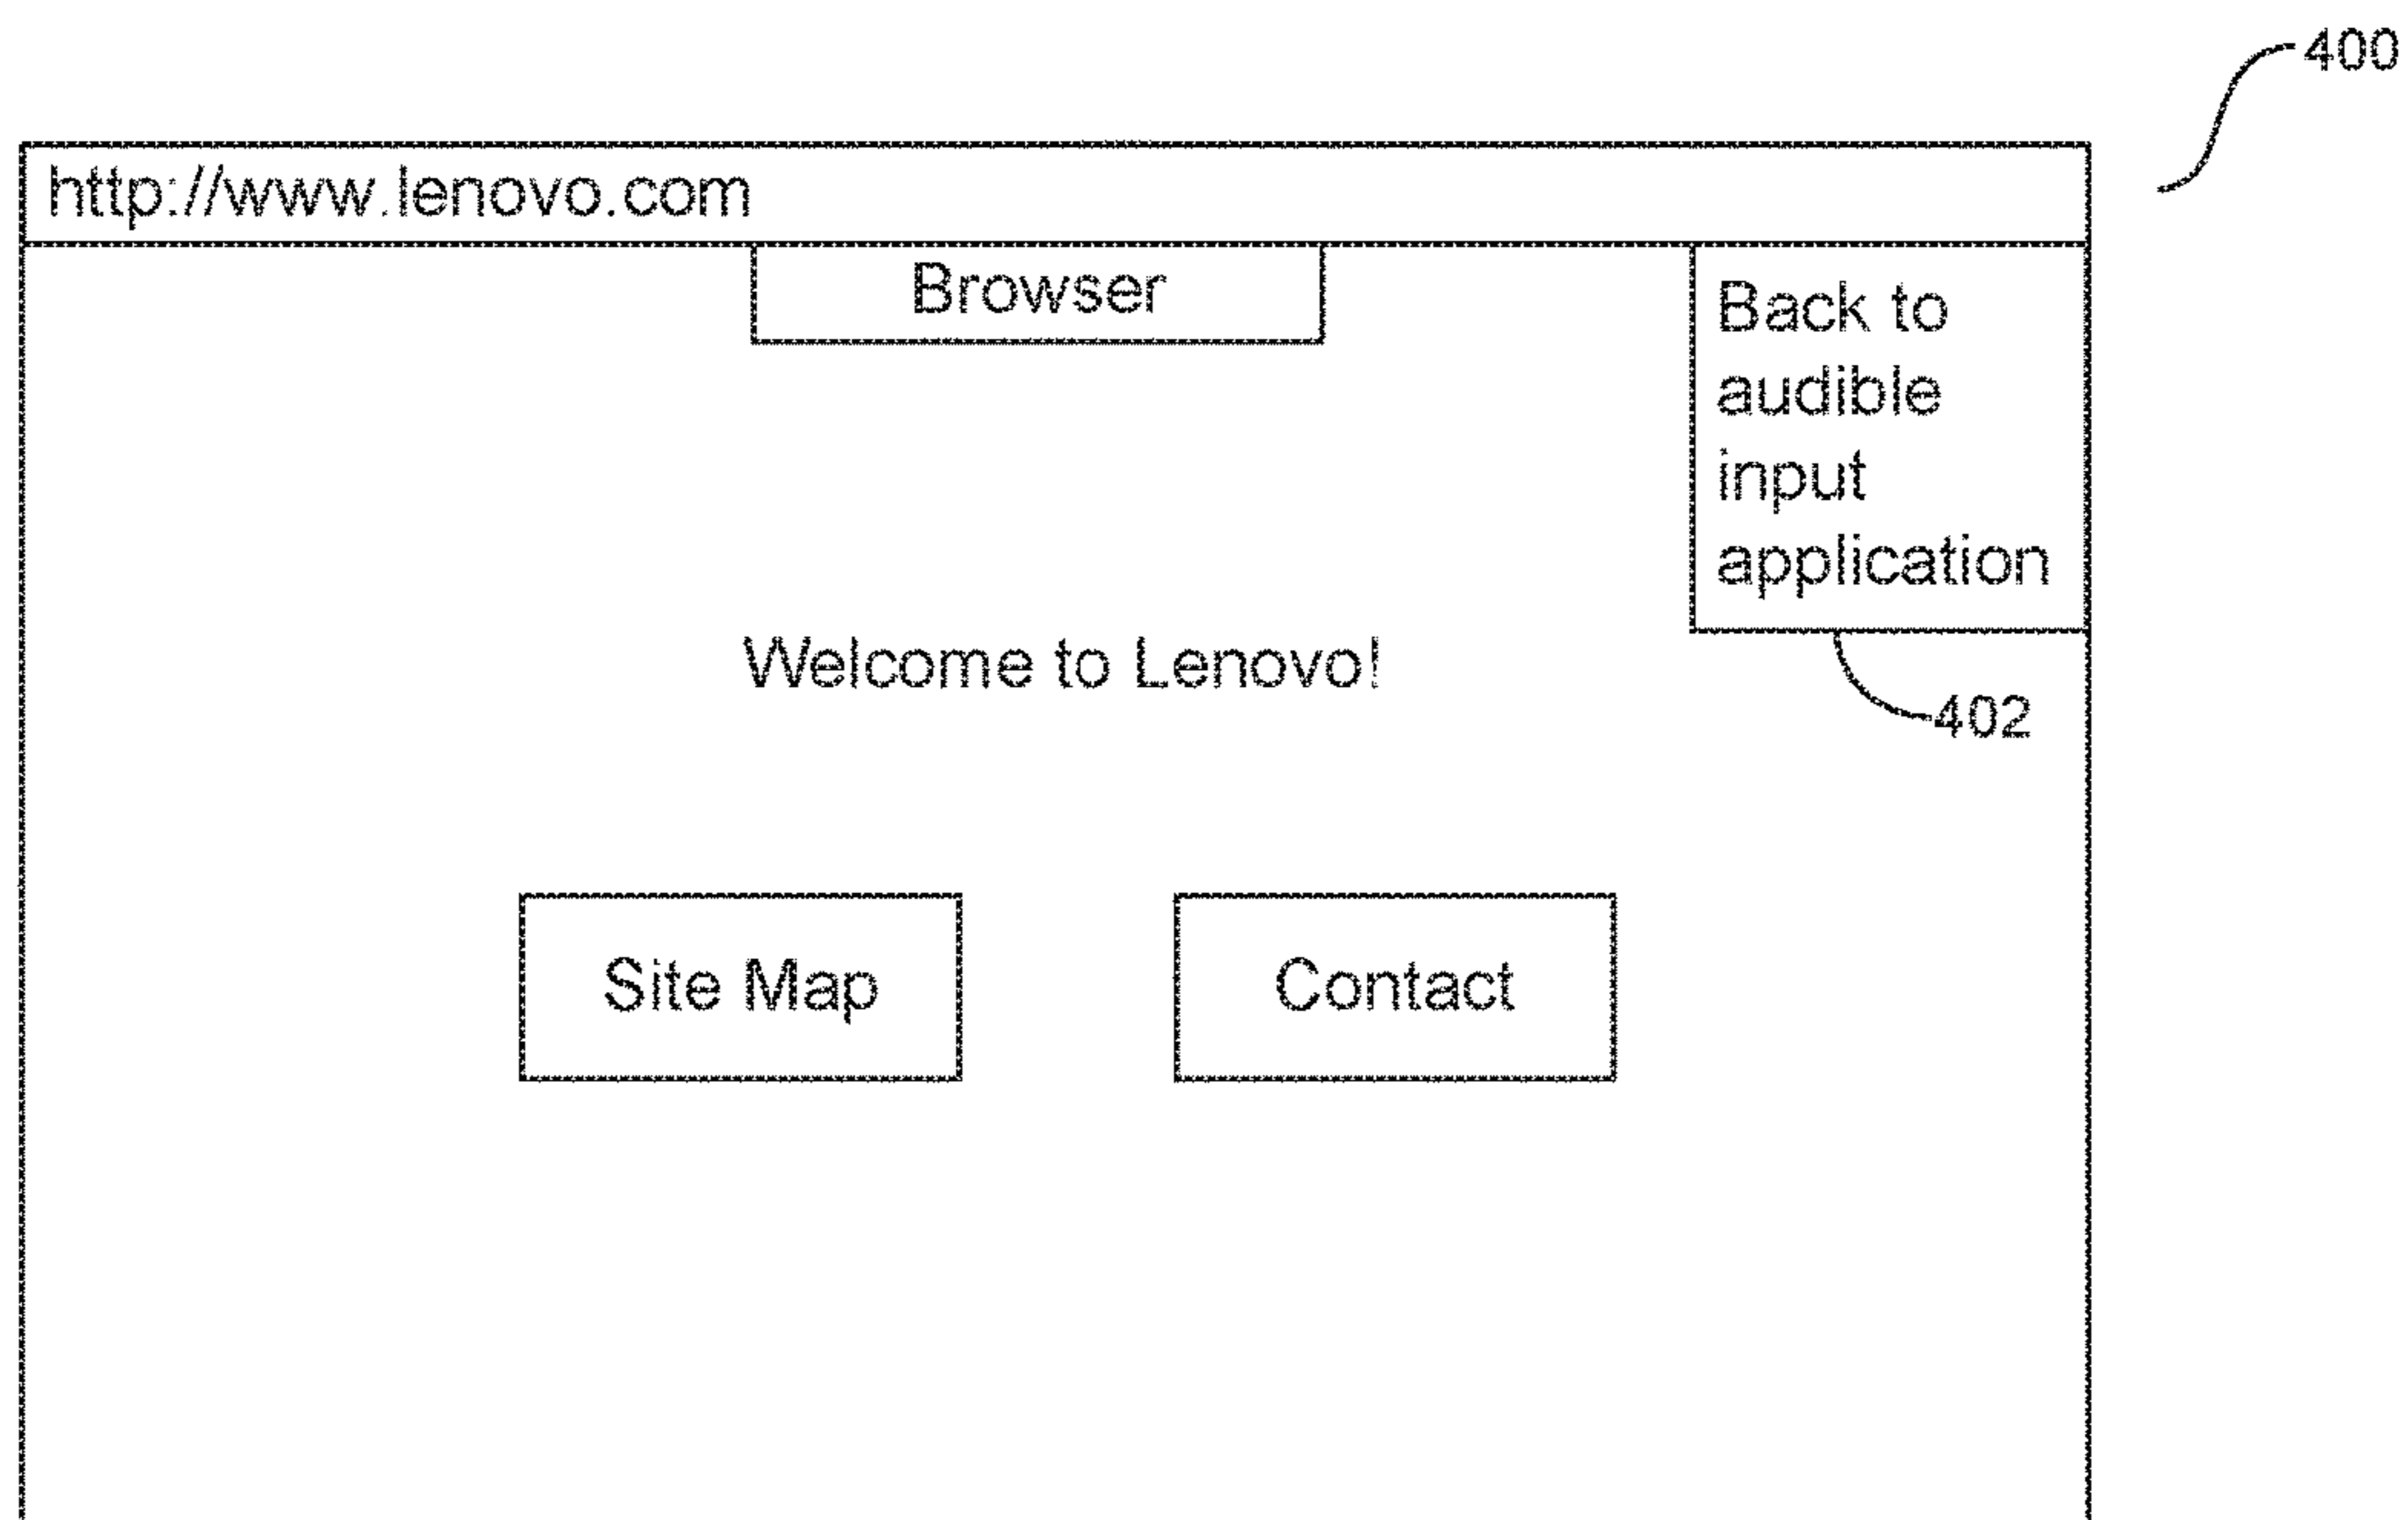 400
http://www.lenovo.com
Browser
Back to
audible
input
application
Welcome to Lenovo!
402
Site Map
Contact